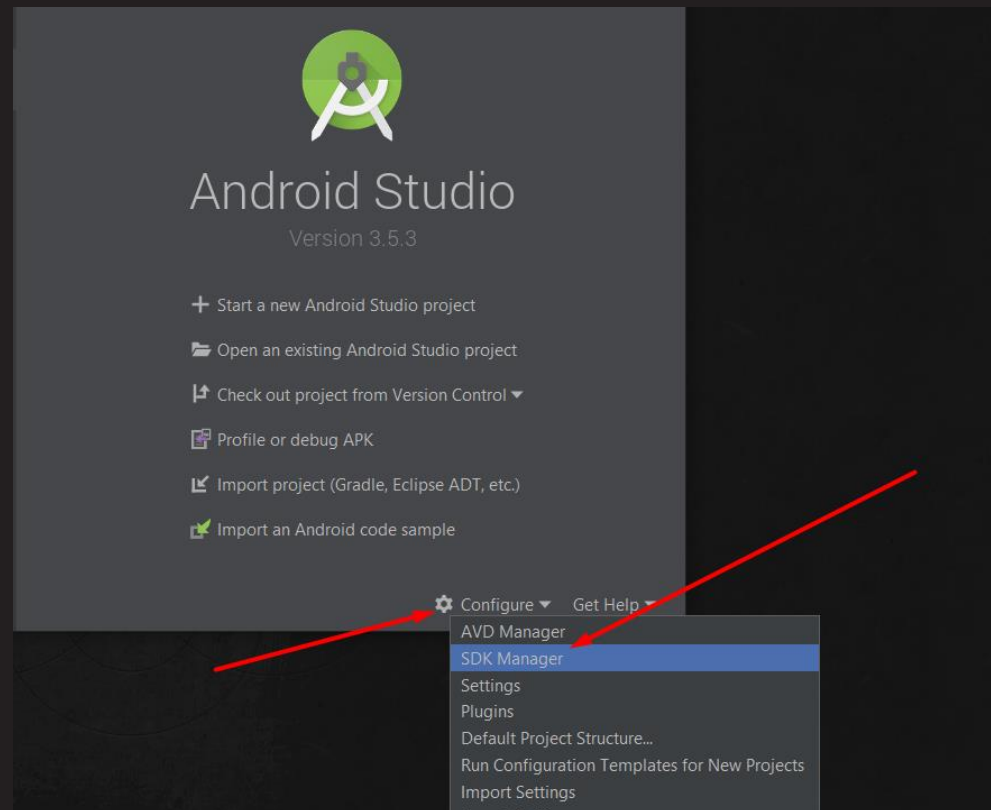 Android Studio
Version 3.5.3
Start a new Android Studio project
Open an existing Android Studio project
Check out project from Version Control
Profile or debug APK
Import project (Gradle, Eclipse ADT, etc.)
Import an Android code sample
Configure Get Help
AVD Manager
SDK Manager
Settings
Plugins
Default Project Structure...
Run Configuration Templates for New Projects
Import Settings